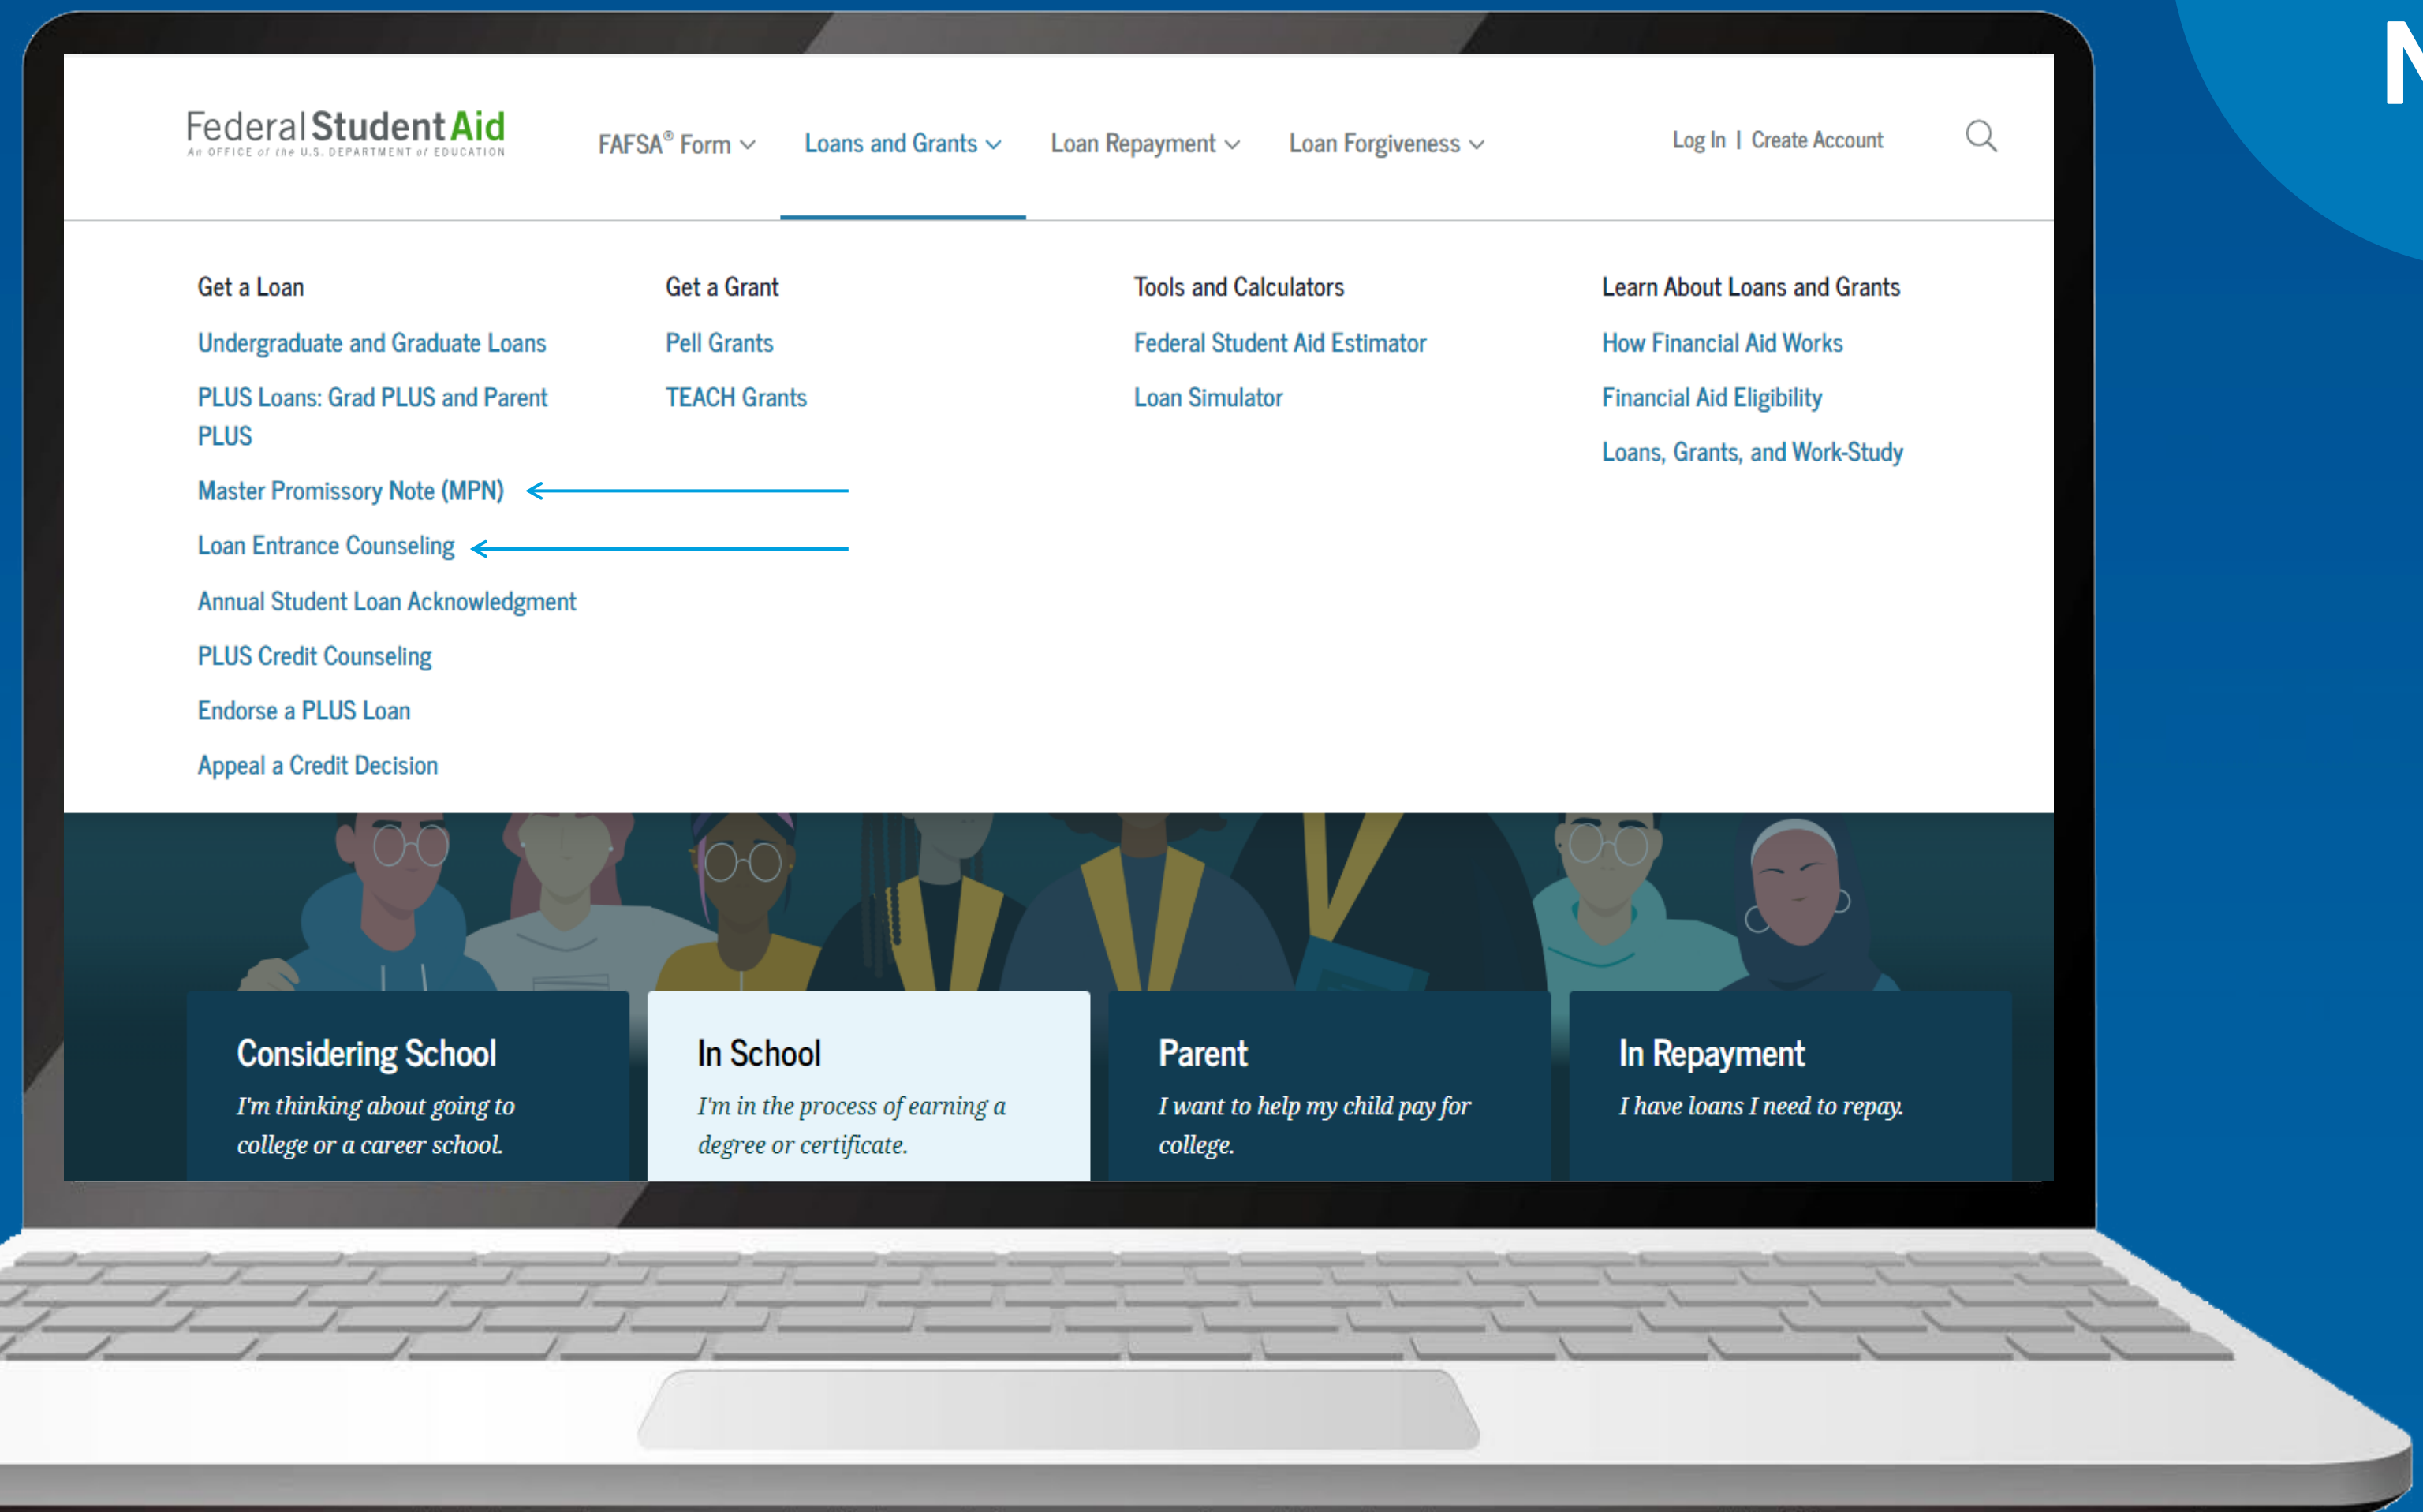 N
Federal Student Aid
An OFFICE of the U.S. DEPARTMENT of EDUCATION
FAFSA® Form
Loans and Grants
Loan Repayment
Loan Forgiveness
Log In | Create Account
Get a Loan
Undergraduate and Graduate Loans
PLUS Loans: Grad PLUS and Parent
PLUS
Master Promissory Note (MPN)
Loan Entrance Counseling
Annual Student Loan Acknowledgment
PLUS Credit Counseling
Endorse a PLUS Loan
Appeal a Credit Decision
Get a Grant
Pell Grants
TEACH Grants
Tools and Calculators
Federal Student Aid Estimator
Loan Simulator
Learn About Loans and Grants
How Financial Aid Works
Financial Aid Eligibility
Loans, Grants, and Work-Study
Considering School
I'm thinking about going to
college or a career school.
In School
I'm in the process of earning a
degree or certificate.
Parent
I want to help my child pay for
college.
In Repayment
I have loans I need to repay.